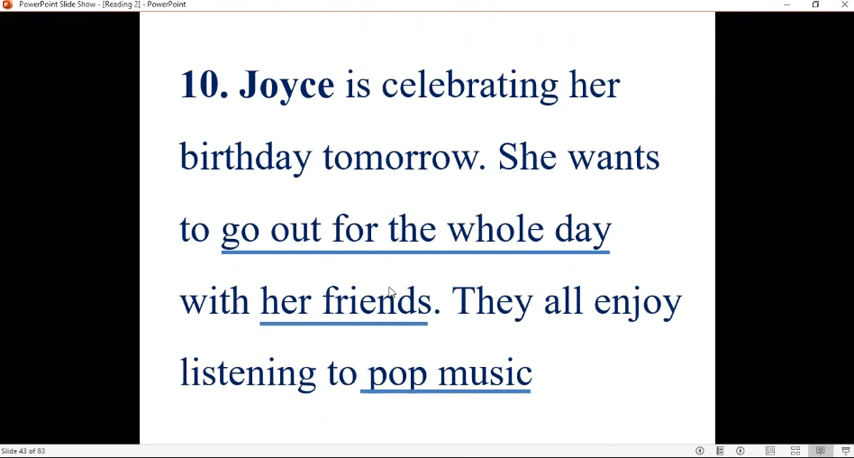 PowerPoint Slide Show - [Reading 2] - PowerPoint
10. Joyce is celebrating her
birthday tomorrow. She wants
to go out for the whole day
with her friends. They all enjoy
listening to pop music
Slide 43 of 83